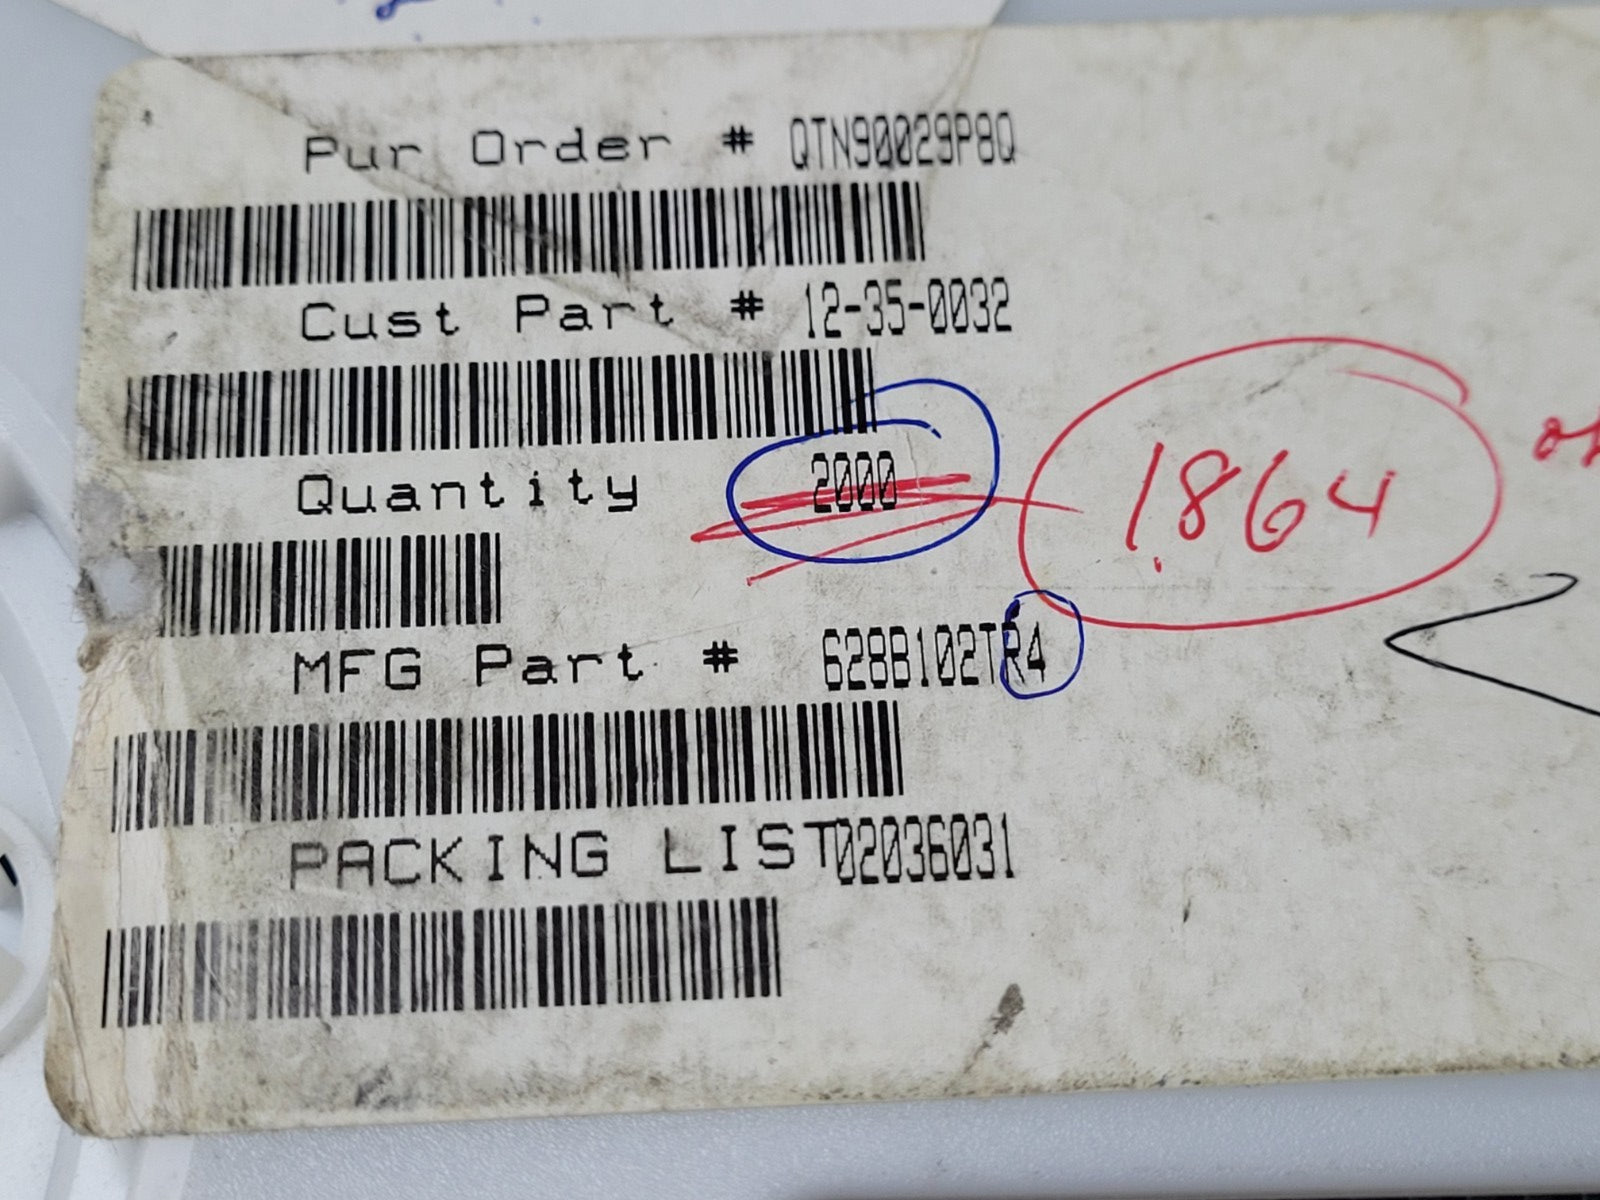 Pur Order # QTN90029P8Q
Cust Part # 12-35-0032
Quantity 2000 1864
MFG Part # 628B102TR4
PACKING LIST02036031